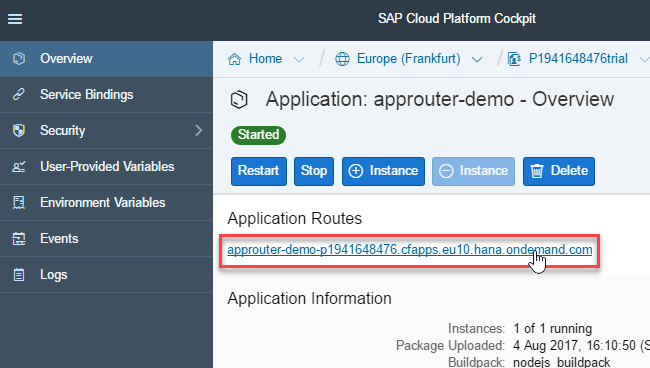 SAP Cloud Platform Cockpit
Overview
Service Bindings
Security
User-Provided Variables
Environment Variables
Events
Logs
Home
Europe (Frankfurt)
P1941648476trial
Application: approuter-demo - Overview
Started
Restart
Stop
Instance
Instance
Delete
Application Routes
approuter-demo-p1941648476.cfapps.eu10.hana.ondemand.com
Application Information
Instances: 1 of 1 running
Package Uploaded: 4 Aug 2017, 16:10:50 (S
Buildpack: nodejs_buildpack